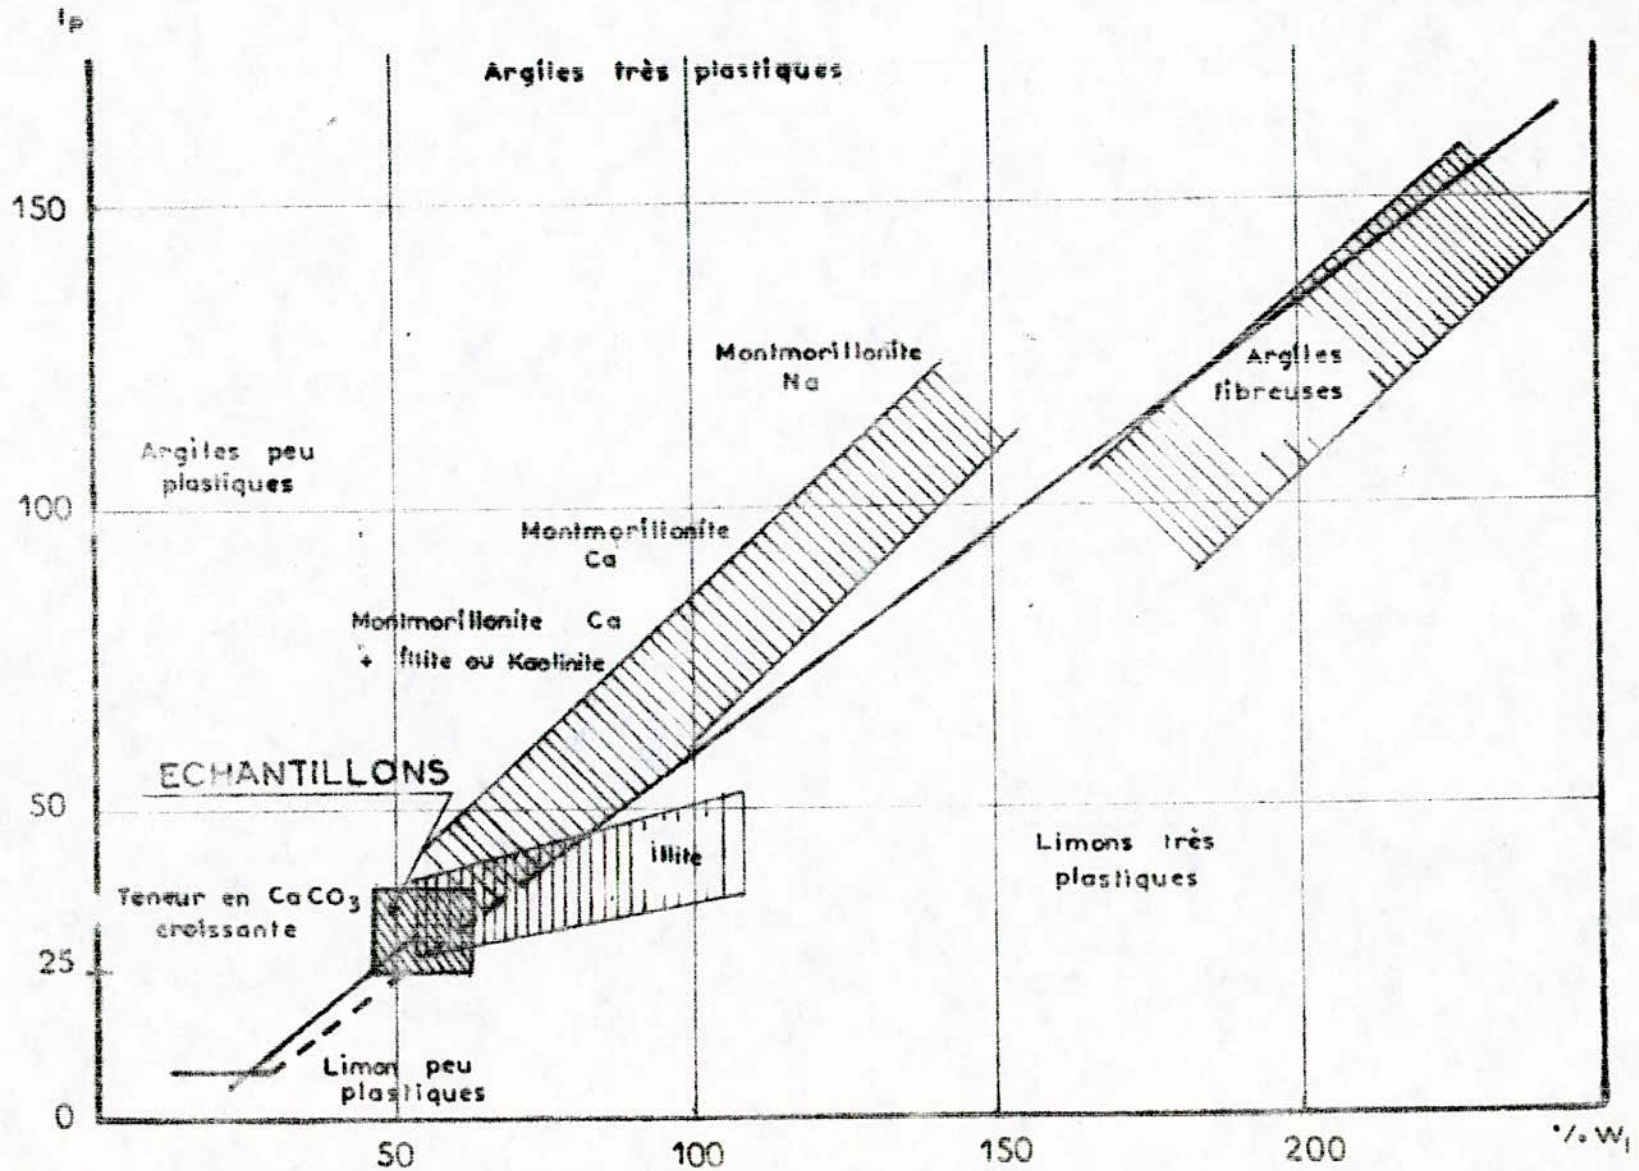 Ip
Argiles très plastiques
150
Montmorillonite
Na
Argiles
fibreuses
Argiles peu
plastiques
100
Montmorillonite
Ca
Montmorillonite Ca
+ illite ou Kaolinite
ECHANTILLONS
50
illite
Limons très
plastiques
Teneur en CaCO3
croissante
25
Limon peu
plastiques
0
50
100
150
200
% Wl